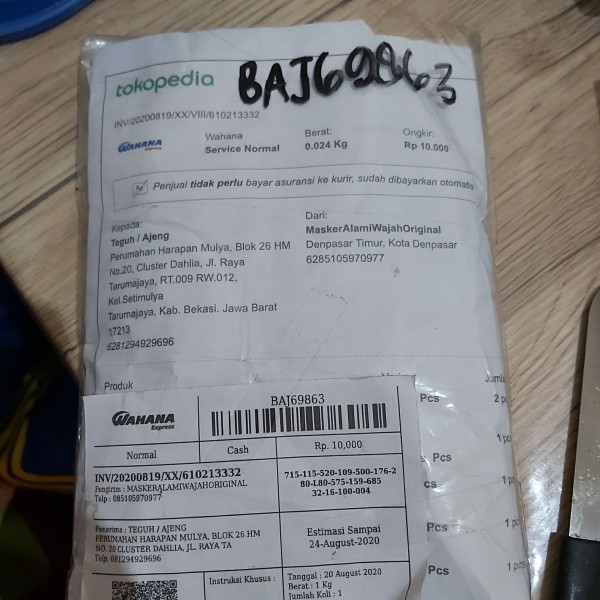 tokopedia
BAJ69863
INV/20200819/XX/VIII/610213332
WAHANA Express
Wahana
Service Normal
Berat:
0.024 Kg
Ongkir:
Rp 10.000
Penjual tidak perlu bayar asuransi ke kurir, sudah dibayarkan otomatis
Kepada:
Teguh / Ajeng
Perumahan Harapan Mulya, Blok 26 HM
No.20, Cluster Dahlia, Jl. Raya
Tarumajaya, RT.009 RW.012,
Kel.Setimulya
Tarumajaya, Kab. Bekasi. Jawa Barat
17213
6281294929696
Dari:
MaskerAlamiWajahOriginal
Denpasar Timur, Kota Denpasar
6285105970977
Produk
Pcs
2
Pcs
1
cs
1
Pcs
1
Pcs
1
WAHANA
Express
BAJ69863
Normal
Cash
Rp. 10,000
INV/20200819/XX/610213332
Pengirim : MASKERALAMIWAJAHORIGINAL
Telp : 085105970977
715-115-520-109-500-176-2
80-L80-575-159-685
32-16-100-004
Penerima : TEGUH / AJENG
PERUMAHAN HARAPAN MULYA, BLOK 26 HM
NO. 20 CLUSTER DAHLIA, JL. RAYA TA
Telp. 081294929696
Estimasi Sampai
24-August-2020
Instruksi Khusus :
Tanggal : 20 August 2020
Berat : 1 Kg
Jumlah Koli : 1